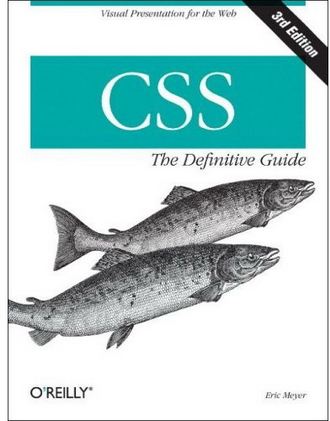 Visual Presentation for the Web
3rd Edition
CSS
The Definitive Guide
O'REILLY®
Eric Meyer